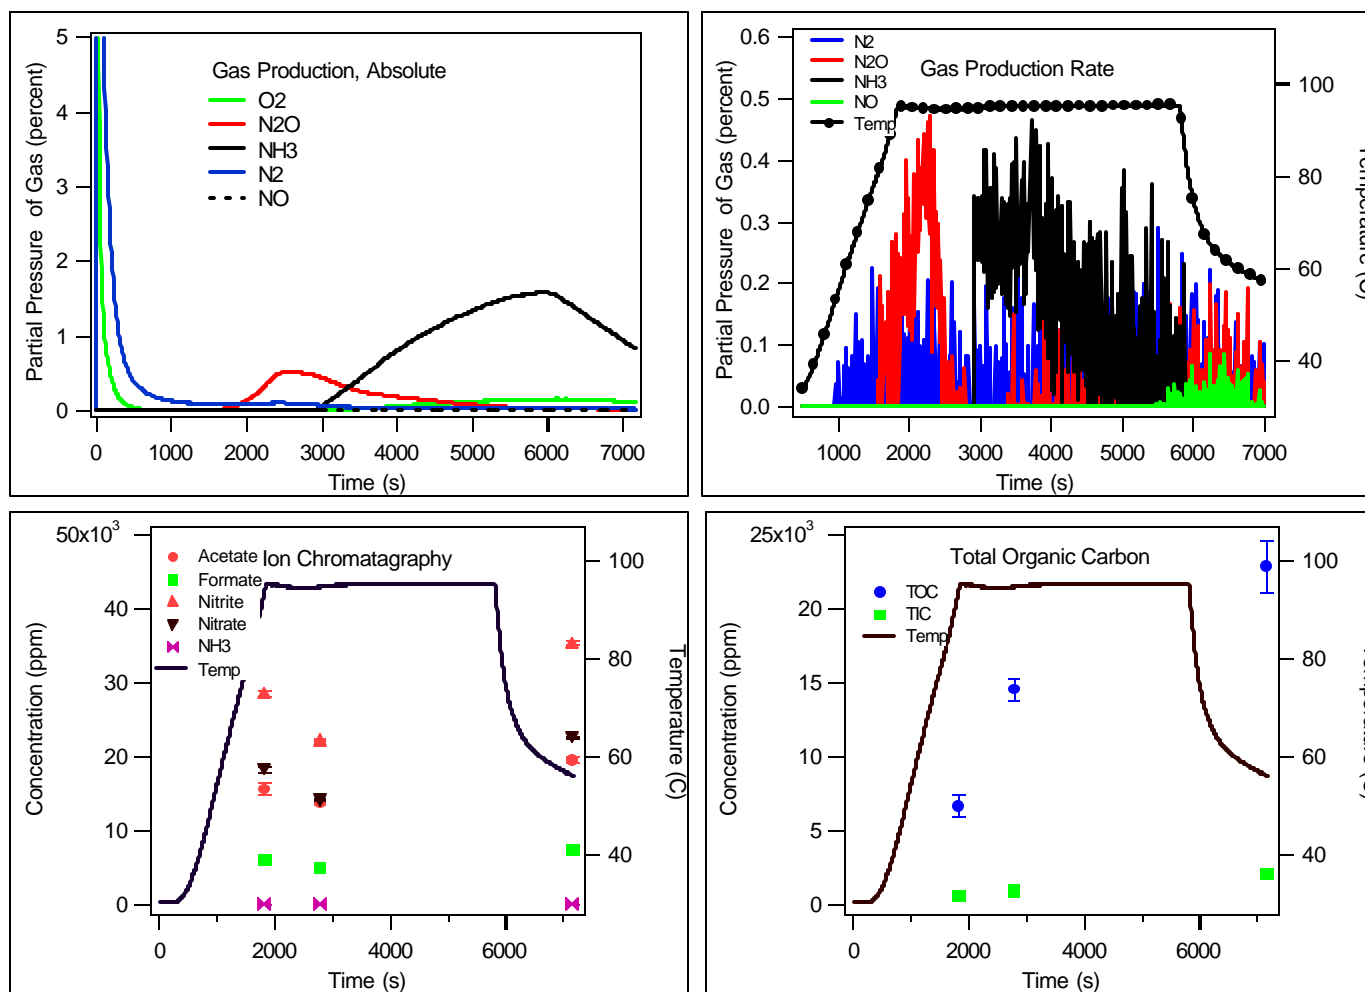 Gas Production, Absolute
O2
N2O
NH3
N2
NO
Partial Pressure of Gas (percent)
5
4
3
2
1
0
0 1000 2000 3000 4000 5000 6000 7000
Time (s)
Gas Production Rate
N2
N2O
NH3
NO
Temp
Partial Pressure of Gas (percent)
0.6
0.5
0.4
0.3
0.2
0.1
0.0
100
80
60
40
1000 2000 3000 4000 5000 6000 7000
Time (s)
Ion Chromatagraphy
Acetate
Formate
Nitrite
Nitrate
NH3
Temp
Concentration (ppm)
50x10³
40
30
20
10
0
100
80
60
40
Temperature (C)
0 2000 4000 6000
Time (s)
Total Organic Carbon
TOC
TIC
Temp
Concentration (ppm)
25x10³
20
15
10
5
0
100
80
60
40
0 2000 4000 6000
Time (s)